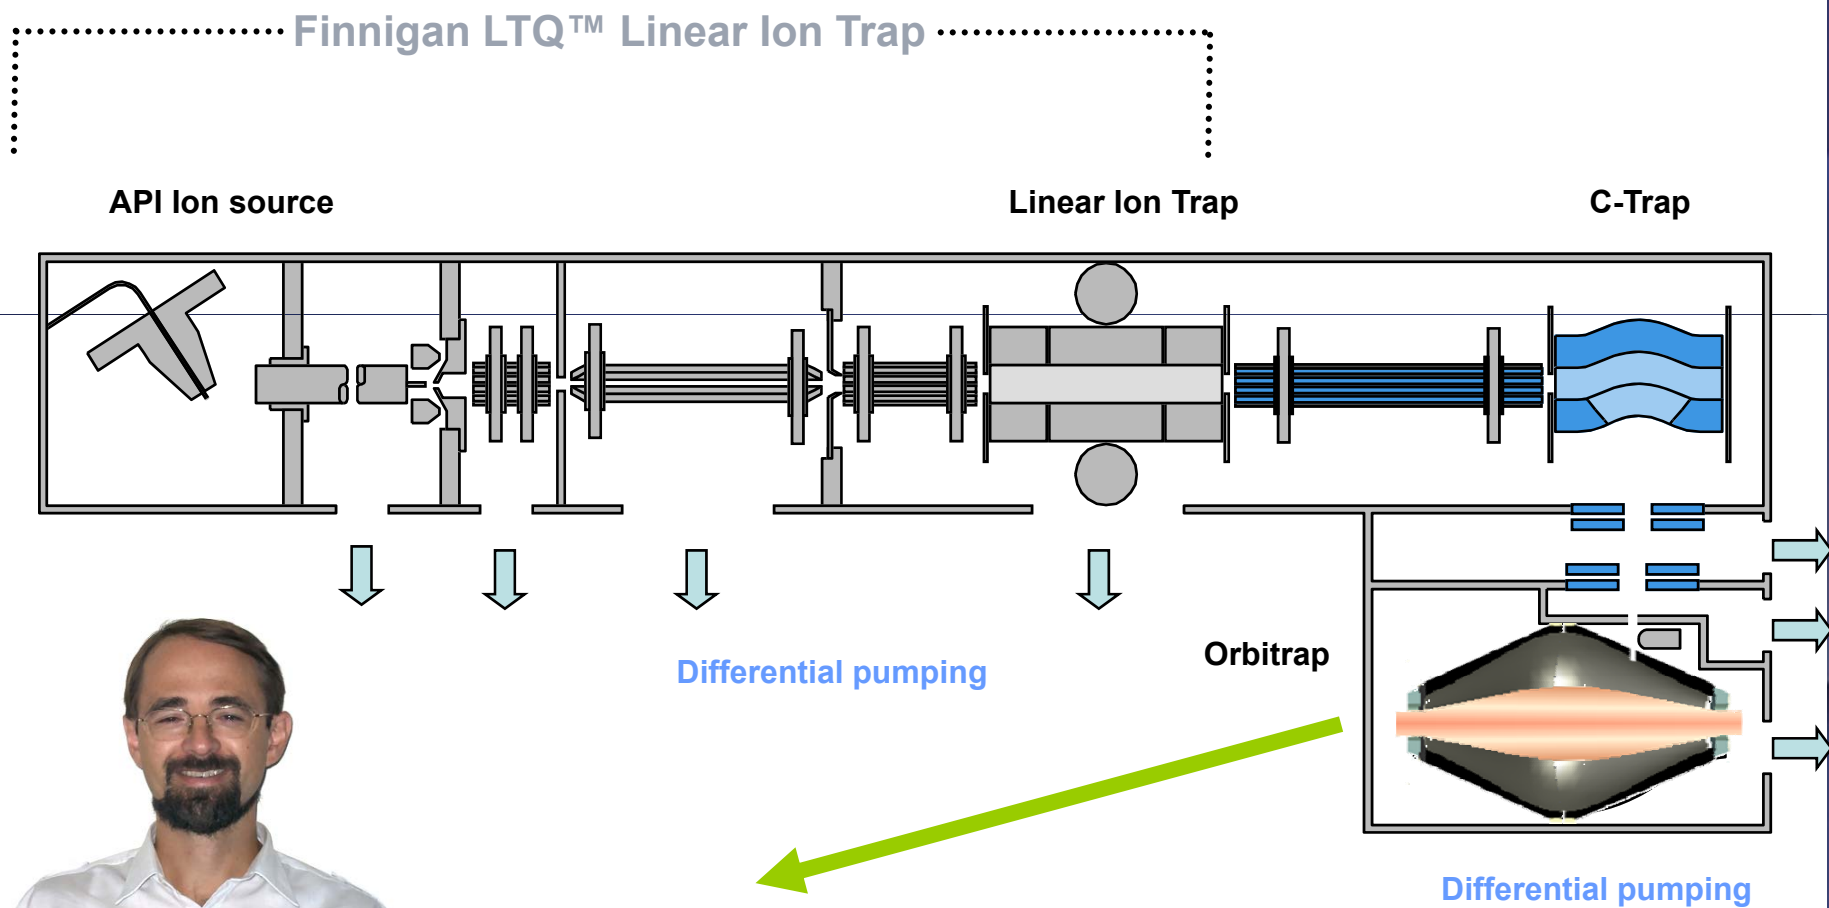 Finnigan LTQ™ Linear Ion Trap
API Ion source
Linear Ion Trap
C-Trap
Orbitrap
Differential pumping
Differential pumping